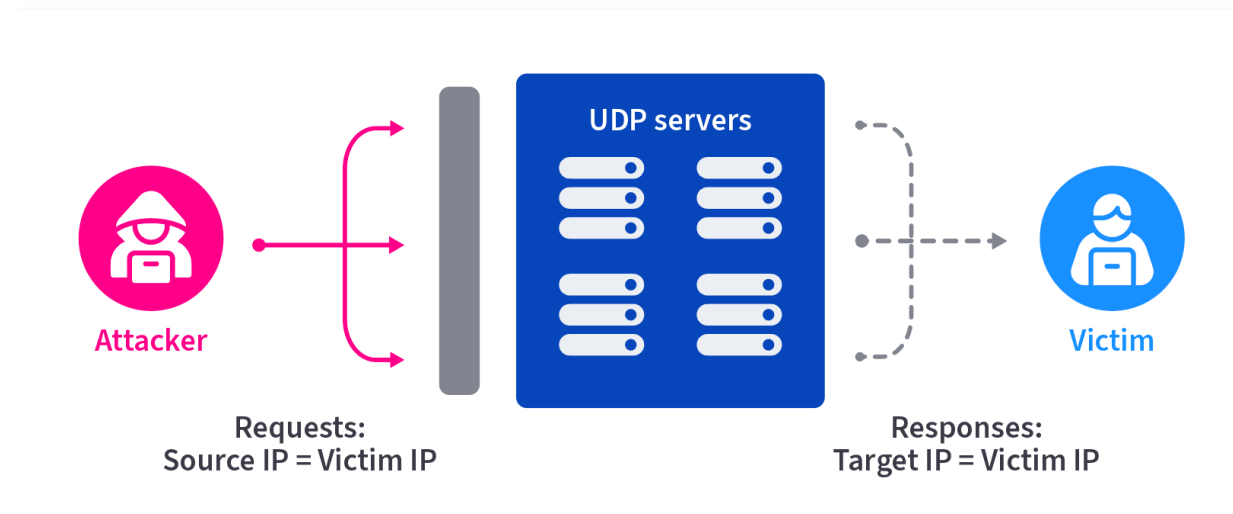 UDP servers
Attacker
Victim
Requests:
Source IP = Victim IP
Responses:
Target IP = Victim IP